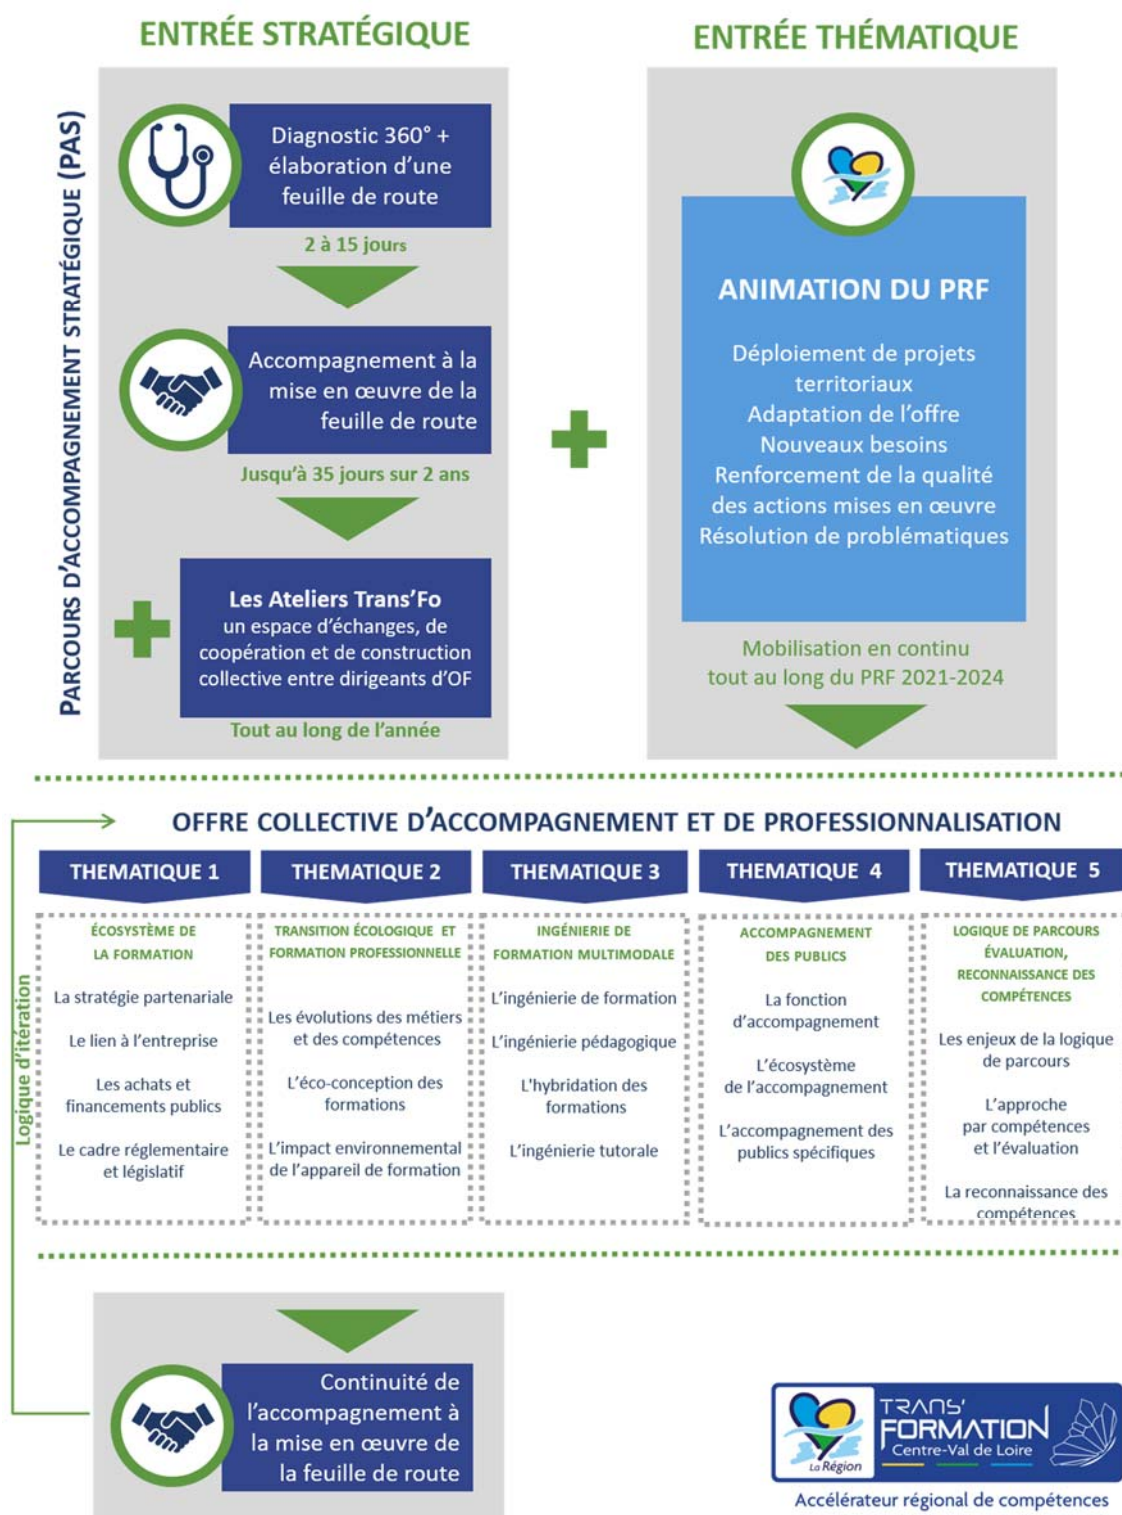 ENTRÉE STRATÉGIQUE
PARCOURS D'ACCOMPAGNEMENT STRATÉGIQUE (PAS)
Diagnostic 360° +
élaboration d'une
feuille de route
2 à 15 jours
Accompagnement à la
mise en œuvre de la
feuille de route
Jusqu'à 35 jours sur 2 ans
Les Ateliers Trans'Fo
un espace d'échanges, de
coopération et de construction
collective entre dirigeants d'OF
Tout au long de l'année
ENTRÉE THÉMATIQUE
ANIMATION DU PRF
Déploiement de projets
territoriaux
Adaptation de l'offre
Nouveaux besoins
Renforcement de la qualité
des actions mises en œuvre
Résolution de problématiques
Mobilisation en continu
tout au long du PRF 2021-2024
OFFRE COLLECTIVE D'ACCOMPAGNEMENT ET DE PROFESSIONNALISATION
Logique d'itération
THEMATIQUE 1
ÉCOSYSTÈME DE
LA FORMATION
La stratégie partenariale
Le lien à l'entreprise
Les achats et
financements publics
Le cadre réglementaire
et législatif
THEMATIQUE 2
TRANSITION ÉCOLOGIQUE ET
FORMATION PROFESSIONNELLE
Les évolutions des métiers
et des compétences
L'éco-conception des
formations
L'impact environnemental
de l'appareil de formation
THEMATIQUE 3
INGÉNIERIE DE
FORMATION MULTIMODALE
L'ingénierie de formation
L'ingénierie pédagogique
L'hybridation des
formations
L'ingénierie tutorale
THEMATIQUE 4
ACCOMPAGNEMENT
DES PUBLICS
La fonction
d'accompagnement
L'écosystème
de l'accompagnement
L'accompagnement des
publics spécifiques
THEMATIQUE 5
LOGIQUE DE PARCOURS
ÉVALUATION,
RECONNAISSANCE DES
COMPÉTENCES
Les enjeux de la logique
de parcours
L'approche
par compétences
et l'évaluation
La reconnaissance des
compétences
Continuité de
l'accompagnement à
la mise en œuvre de
la feuille de route
La Région
TRANS'
FORMATION
Centre-Val de Loire
Accélérateur régional de compétences